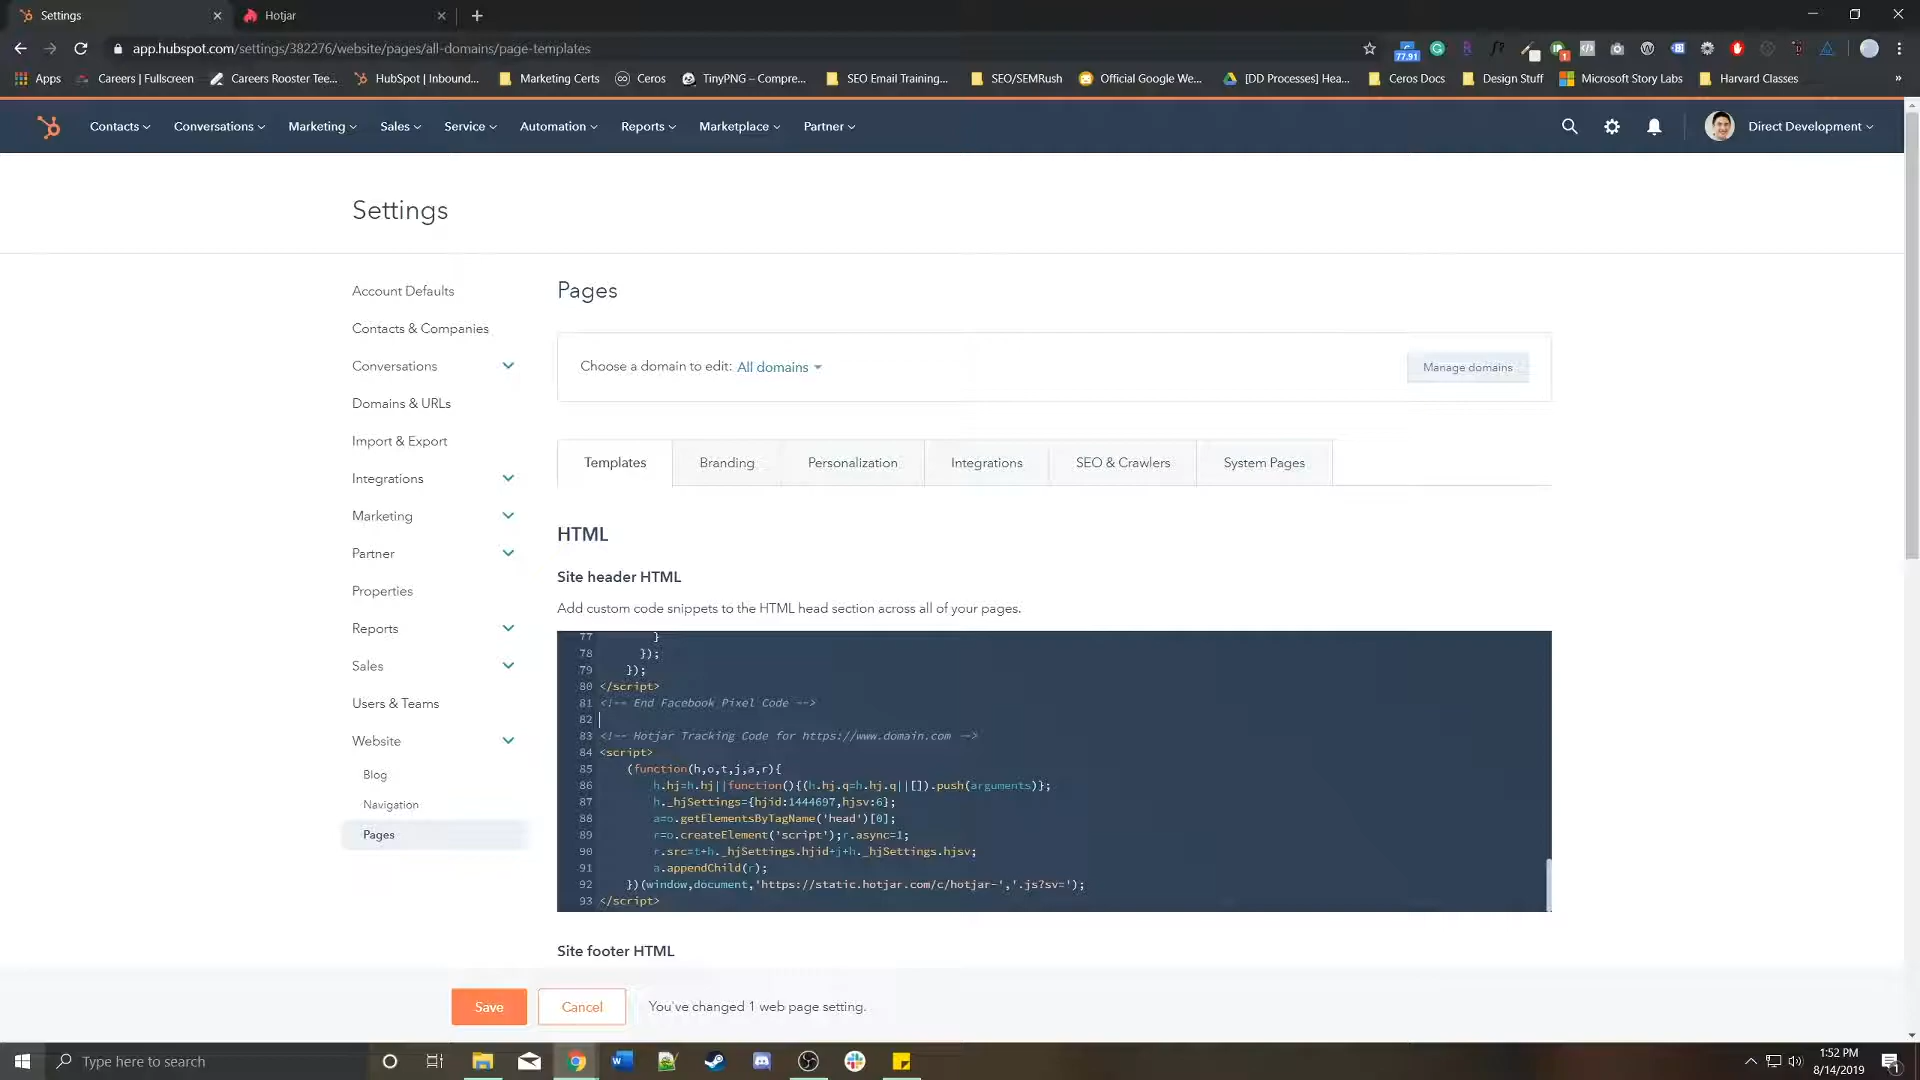 Settings
Hotjar
app.hubspot.com/settings/382276/website/pages/all-domains/page-templates
77.91
1
Apps
Careers | Fullscreen
Careers Rooster Tee...
HubSpot | Inbound...
Marketing Certs
Ceros
TinyPNG – Compre...
SEO Email Training...
SEO/SEMRush
Official Google We...
[DD Processes] Hea...
Ceros Docs
Design Stuff
Microsoft Story Labs
Harvard Classes
»
Contacts
Conversations
Marketing
Sales
Service
Automation
Reports
Marketplace
Partner
Direct Development
Settings
Account Defaults
Contacts & Companies
Conversations
Domains & URLs
Import & Export
Integrations
Marketing
Partner
Properties
Reports
Sales
Users & Teams
Website
Blog
Navigation
Pages
Pages
Choose a domain to edit: All domains
Manage domains
Templates
Branding
Personalization
Integrations
SEO & Crawlers
System Pages
HTML
Site header HTML
Add custom code snippets to the HTML head section across all of your pages.
77 }
78 });
79 });
80 </script>
81 <!-- End Facebook Pixel Code -->
82
83 <!-- Hotjar Tracking Code for https://www.domain.com -->
84 <script>
85 (function(h,o,t,j,a,r){
86 h.hj=h.hj||function(){(h.hj.q=h.hj.q||[]).push(arguments)};
87 h._hjSettings={hjid:1444697,hjsv:6};
88 a=o.getElementsByTagName('head')[0];
89 r=o.createElement('script');r.async=1;
90 r.src=t+h._hjSettings.hjid+j+h._hjSettings.hjsv;
91 a.appendChild(r);
92 })(window,document,'https://static.hotjar.com/c/hotjar-','.js?sv=');
93 </script>
Site footer HTML
Save
Cancel
You've changed 1 web page setting.
Type here to search
1:52 PM
8/14/2019
1